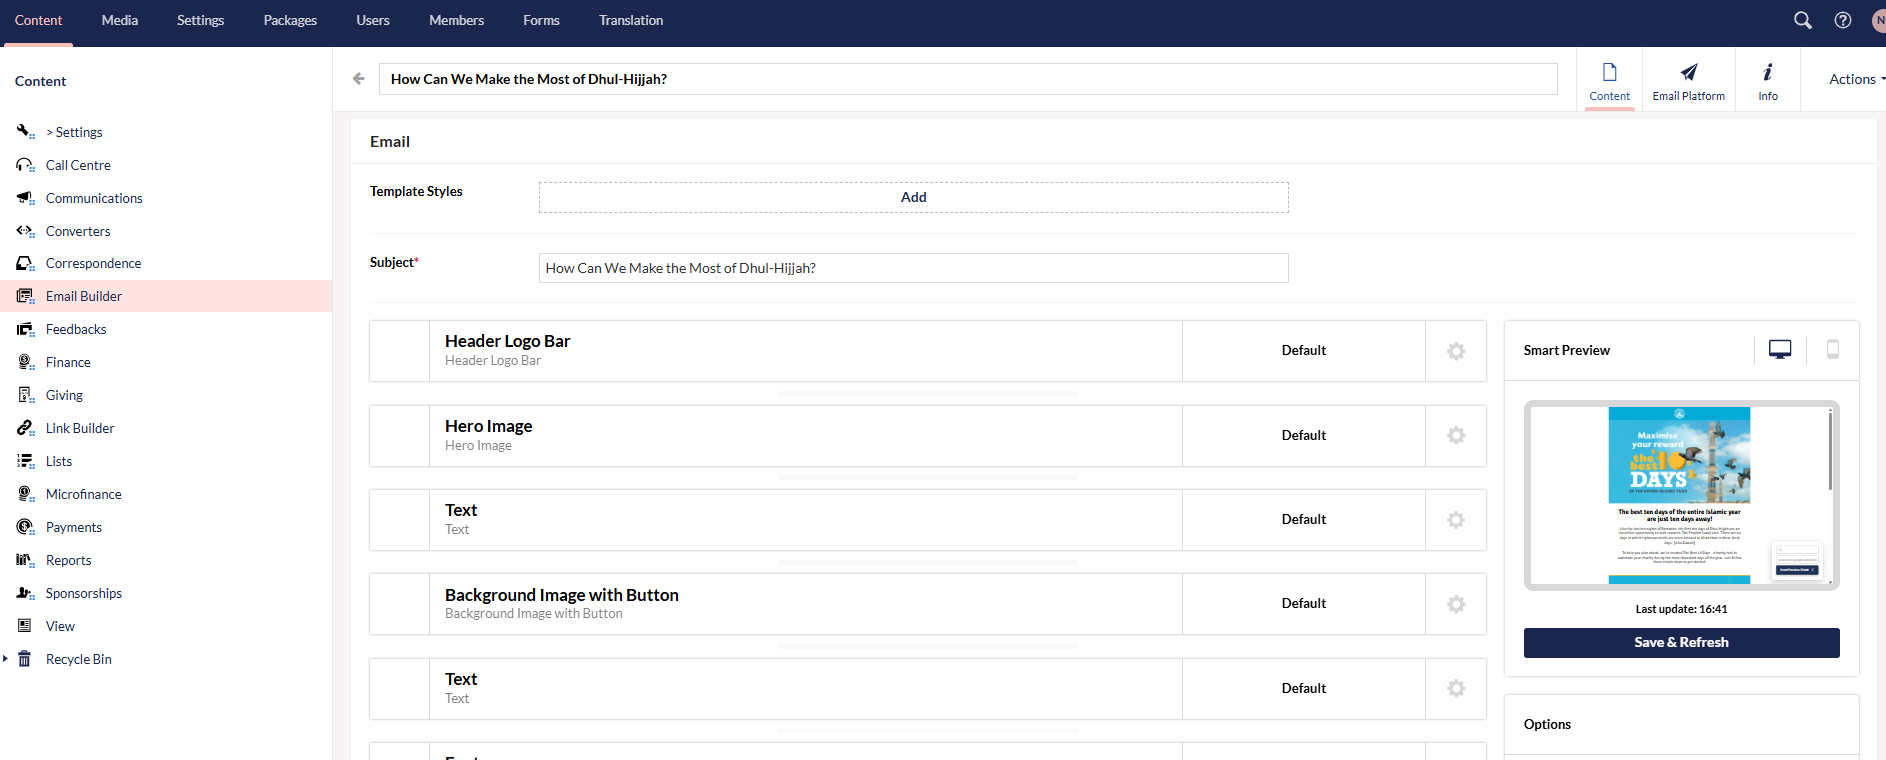 Content Media Settings Packages Users Members Forms Translation N
Content
> Settings
Call Centre
Communications
Converters
Correspondence
Email Builder
Feedbacks
Finance
Giving
Link Builder
Lists
Microfinance
Payments
Reports
Sponsorships
View
Recycle Bin
How Can We Make the Most of Dhul-Hijjah?
Content Email Platform Info Actions
Email
Template Styles Add
Subject* How Can We Make the Most of Dhul-Hijjah?
Header Logo Bar
Header Logo Bar
Default
Hero Image
Hero Image
Default
Text
Text
Default
Background Image with Button
Background Image with Button
Default
Text
Text
Default
Smart Preview
Maximise
your reward
the best 10
DAYS
OF THE ENTIRE ISLAMIC YEAR
The best ten days of the entire Islamic year
are just ten days away!
Last update: 16:41
Save & Refresh
Options